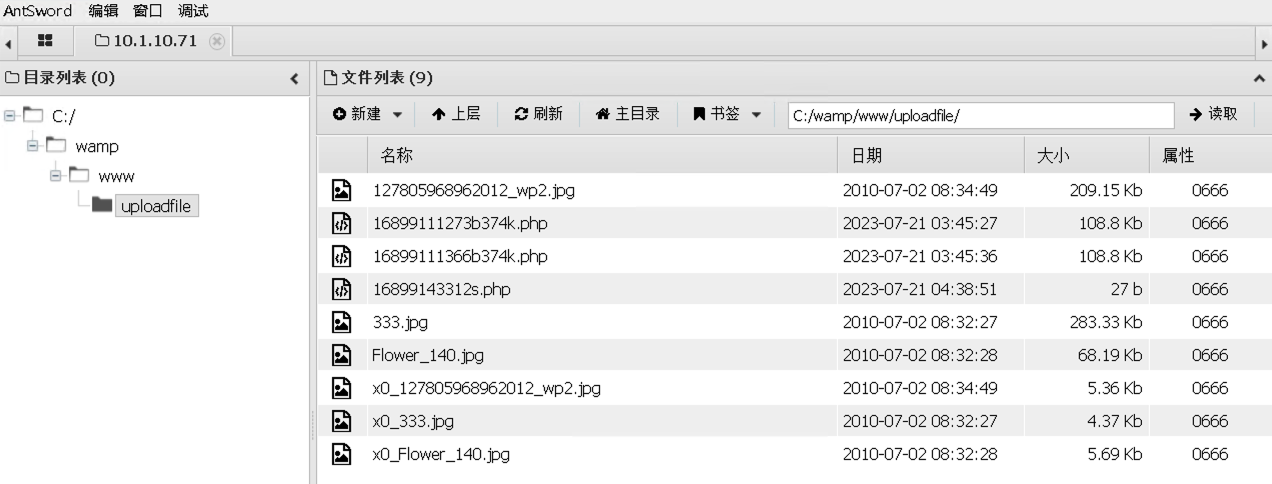 AntSword 编辑 窗口 调试
10.1.10.71
目录列表 (0)
文件列表 (9)
新建 上层 刷新 主目录 书签 C:/wamp/www/uploadfile/ 读取
C:/
wamp
www
uploadfile
名称 日期 大小 属性
127805968962012_wp2.jpg 2010-07-02 08:34:49 209.15 Kb 0666
16899111273b374k.php 2023-07-21 03:45:27 108.8 Kb 0666
16899111366b374k.php 2023-07-21 03:45:36 108.8 Kb 0666
16899143312s.php 2023-07-21 04:38:51 27 b 0666
333.jpg 2010-07-02 08:32:27 283.33 Kb 0666
Flower_140.jpg 2010-07-02 08:32:28 68.19 Kb 0666
x0_127805968962012_wp2.jpg 2010-07-02 08:34:49 5.36 Kb 0666
x0_333.jpg 2010-07-02 08:32:27 4.37 Kb 0666
x0_Flower_140.jpg 2010-07-02 08:32:28 5.69 Kb 0666